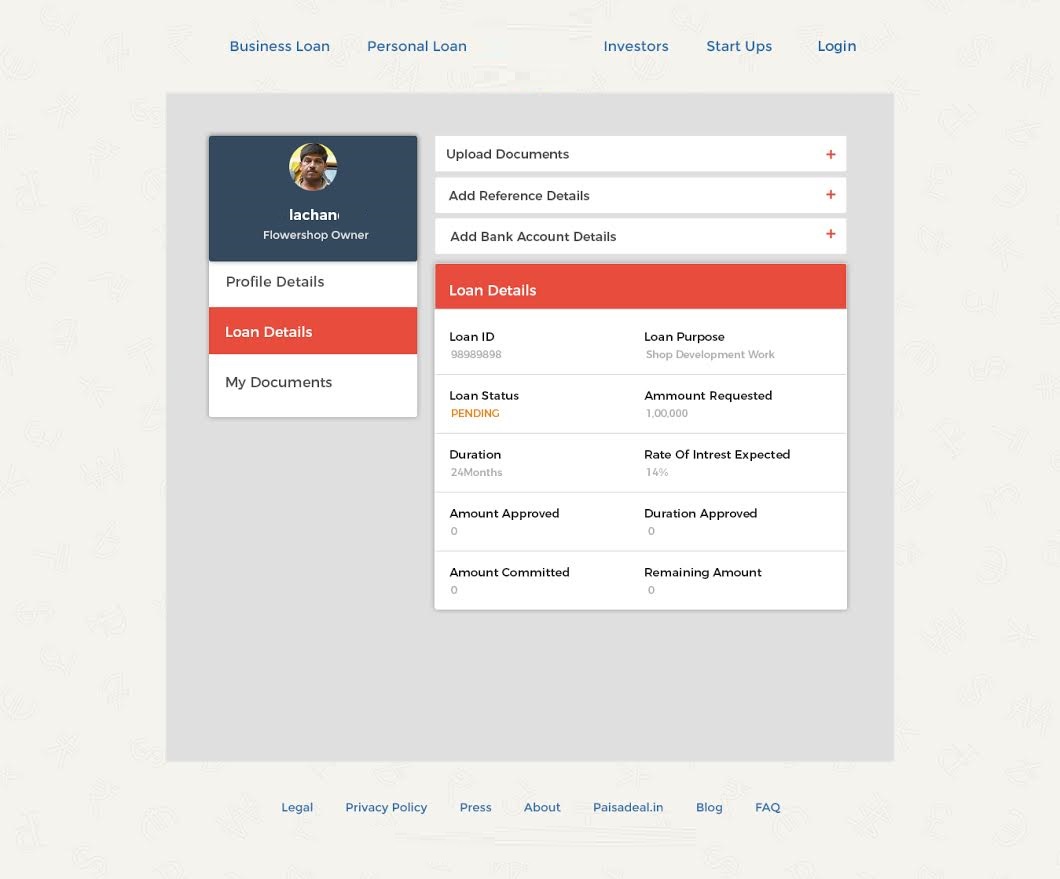 Business Loan Personal Loan Investors Start Ups Login
lachan
Flowershop Owner
Profile Details
Loan Details
My Documents
Upload Documents +
Add Reference Details +
Add Bank Account Details +
Loan Details
Loan ID Loan Purpose
98989898 Shop Development Work
Loan Status Ammount Requested
PENDING 1,00,000
Duration Rate Of Intrest Expected
24Months 14%
Amount Approved Duration Approved
0 0
Amount Committed Remaining Amount
0 0
Legal Privacy Policy Press About Paisadeal.in Blog FAQ